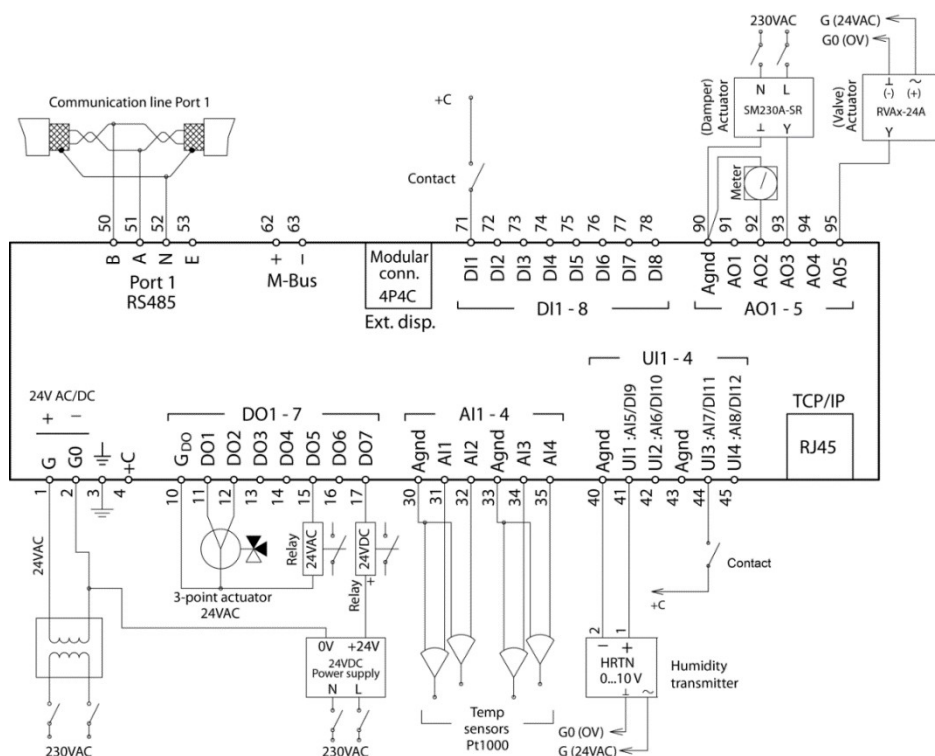 230VAC
G (24VAC)
G0 (OV)
Communication line Port 1
+C
N L
SM230A-SR
⊥ Y
(Damper)
Actuator
⊥ ~
(-) (+)
RVAx-24A
Y
(Valve)
Actuator
Contact
Meter
50 51 52 53 62 63 71 72 73 74 75 76 77 78 90 91 92 93 94 95
B A N E
Port 1
RS485
+ −
M-Bus
Modular
conn.
4P4C
Ext. disp.
DI1 DI2 DI3 DI4 DI5 DI6 DI7 DI8
DI1 - 8
Agnd AO1 AO2 AO3 AO4 A05
AO1 - 5
24V AC/DC
+ −
G G0 +C
DO1 - 7
GDO DO1 DO2 DO3 DO4 DO5 DO6 DO7
AI1 - 4
Agnd AI1 AI2 Agnd AI3 AI4
UI1 - 4
Agnd
UI1 :AI5/DI9
UI2 :AI6/DI10
Agnd
UI3 :AI7/DI11
UI4 :AI8/DI12
TCP/IP
RJ45
1 2 3 4 10 11 12 13 14 15 16 17 30 31 32 33 34 35 40 41 42 43 44 45
24VAC
3-point actuator
24VAC
Relay
24VAC
Relay
24VDC
+
Contact
+C
0V +24V
24VDC
Power supply
N L
2 1
− +
HRTN
0...10 V
⊥ ~
Humidity
transmitter
Temp
sensors
Pt1000
G0 (OV)
G (24VAC)
230VAC
230VAC